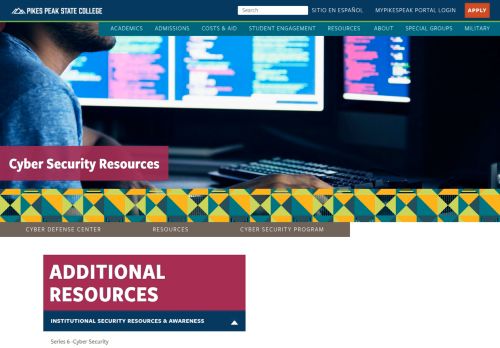 PIKES PEAK STATE COLLEGE
Search
SITIO EN ESPAÑOL
MYPIKESPEAK PORTAL LOGIN
APPLY
ACADEMICS
ADMISSIONS
COSTS & AID
STUDENT ENGAGEMENT
RESOURCES
ABOUT
SPECIAL GROUPS
MILITARY
Cyber Security Resources
CYBER DEFENSE CENTER
RESOURCES
CYBER SECURITY PROGRAM
ADDITIONAL
RESOURCES
INSTITUTIONAL SECURITY RESOURCES & AWARENESS
Series 6- Cyber Security